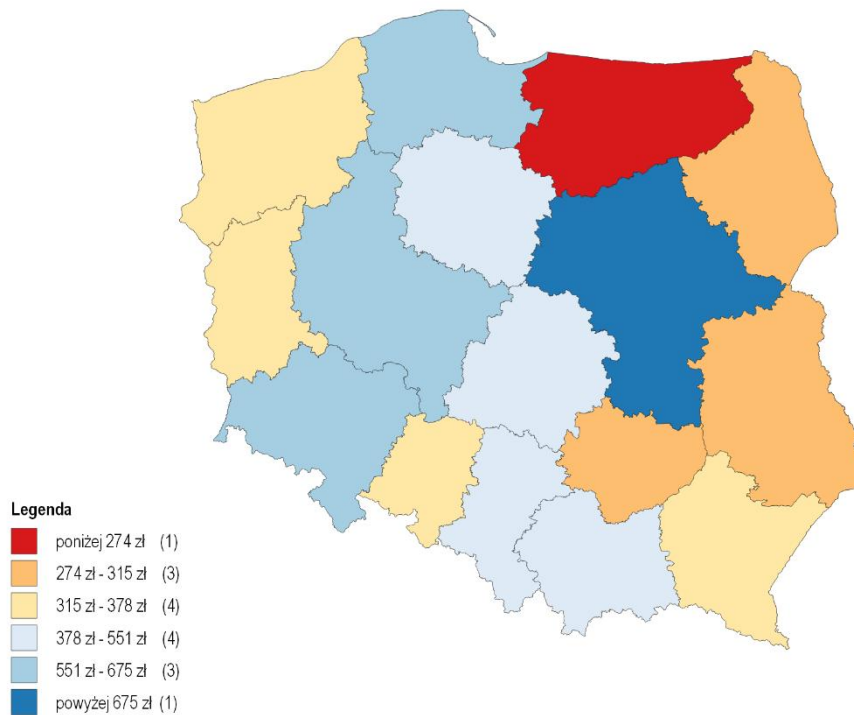 Legenda
poniżej 274 zł (1)
274 zł - 315 zł (3)
315 zł - 378 zł (4)
378 zł - 551 zł (4)
551 zł - 675 zł (3)
powyżej 675 zł (1)